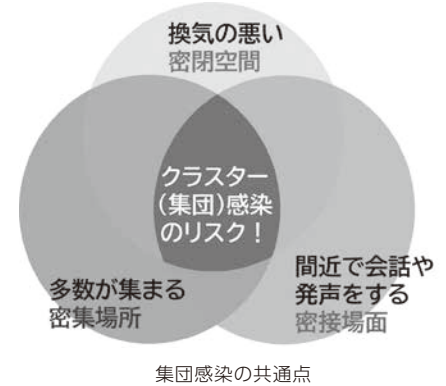 換気の悪い
密閉空間
クラスター
(集団)感染
のリスク！
多数が集まる
密集場所
間近で会話や
発声をする
密接場面
集団感染の共通点